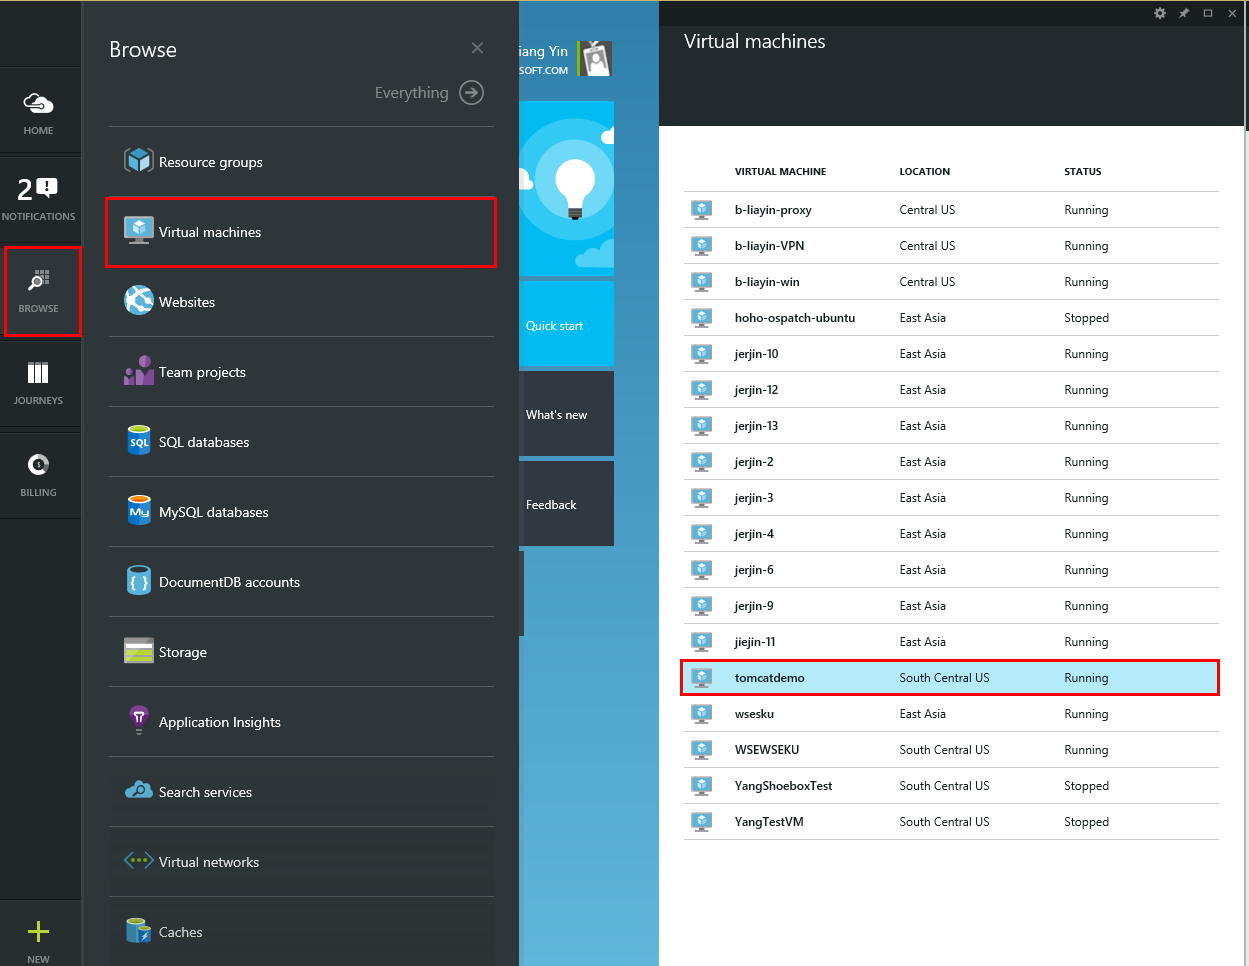 HOME
2
NOTIFICATIONS
BROWSE
JOURNEYS
BILLING
NEW
Browse
Everything
Resource groups
Virtual machines
Websites
Team projects
SQL
SQL databases
My
MySQL databases
DocumentDB accounts
Storage
Application Insights
Search services
Virtual networks
Caches
iang Yin
SOFT.COM
Quick start
What's new
Feedback
Virtual machines
VIRTUAL MACHINE LOCATION STATUS
b-liayin-proxy Central US Running
b-liayin-VPN Central US Running
b-liayin-win Central US Running
hoho-ospatch-ubuntu East Asia Stopped
jerjin-10 East Asia Running
jerjin-12 East Asia Running
jerjin-13 East Asia Running
jerjin-2 East Asia Running
jerjin-3 East Asia Running
jerjin-4 East Asia Running
jerjin-6 East Asia Running
jerjin-9 East Asia Running
jiejin-11 East Asia Running
tomcatdemo South Central US Running
wsesku East Asia Running
WSEWSEKU South Central US Running
YangShoeboxTest South Central US Stopped
YangTestVM South Central US Stopped